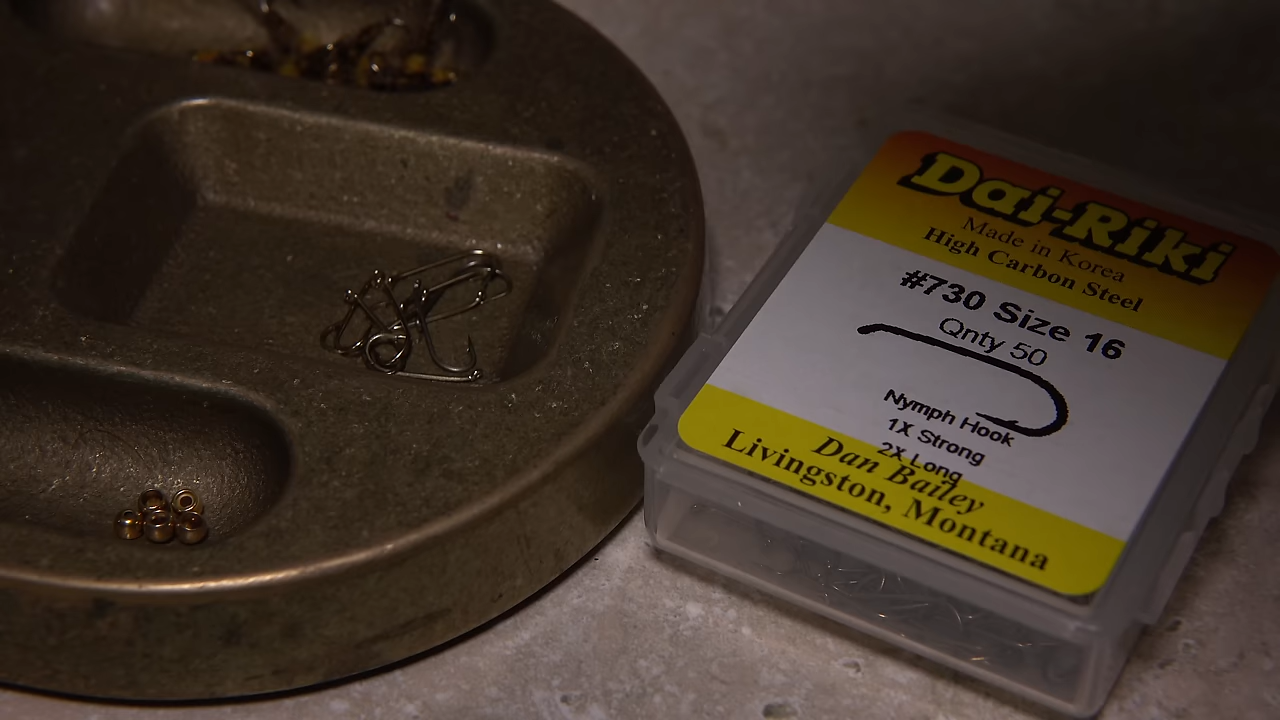 Dai-Riki
Made in Korea
High Carbon Steel
#730 Size 16
Qnty 50
Nymph Hook
1X Strong
2X Long
Dan Bailey
Livingston, Montana